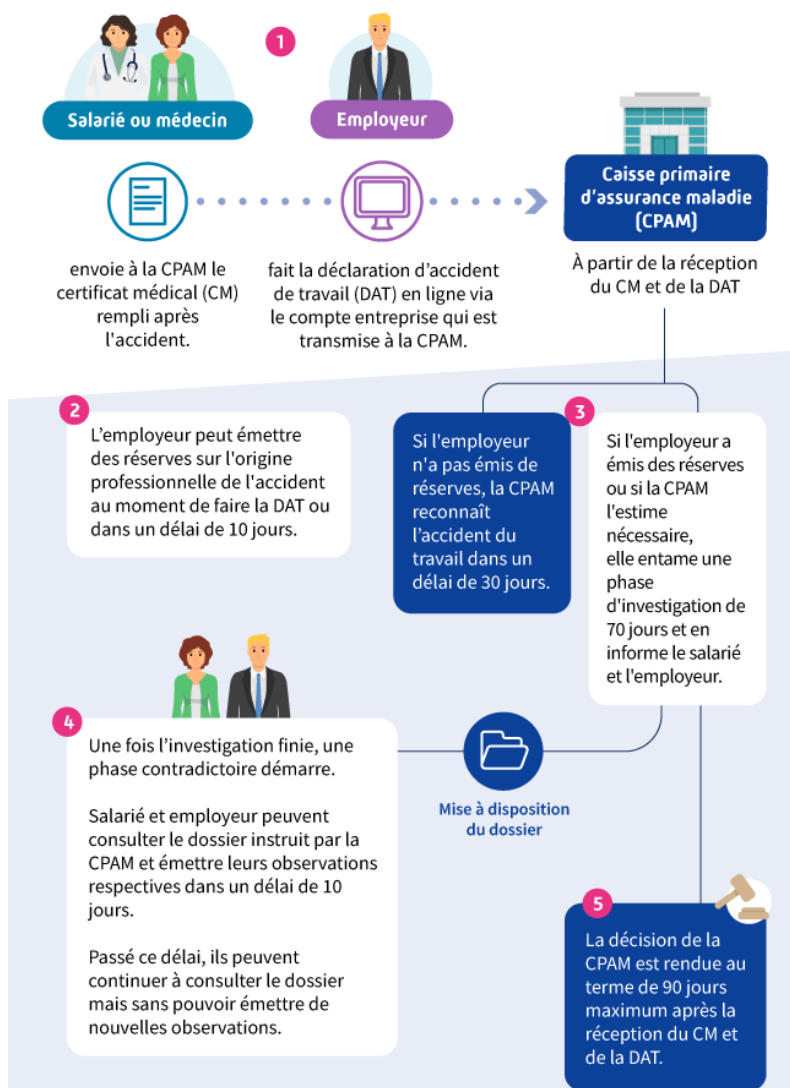 1
Salarié ou médecin
Employeur
Caisse primaire
d'assurance maladie
(CPAM)
envoie à la CPAM le
certificat médical (CM)
rempli après
l'accident.
fait la déclaration d’accident
de travail (DAT) en ligne via
le compte entreprise qui est
transmise à la CPAM.
À partir de la réception
du CM et de la DAT
2
L’employeur peut émettre
des réserves sur l'origine
professionnelle de l'accident
au moment de faire la DAT ou
dans un délai de 10 jours.
Si l'employeur
n'a pas émis de
réserves, la CPAM
reconnaît
l’accident du
travail dans un
délai de 30 jours.
3
Si l'employeur a
émis des réserves
ou si la CPAM
l'estime
nécessaire,
elle entame une
phase
d'investigation de
70 jours et en
informe le salarié
et l'employeur.
4
Une fois l’investigation finie, une
phase contradictoire démarre.
Salarié et employeur peuvent
consulter le dossier instruit par la
CPAM et émettre leurs observations
respectives dans un délai de 10
jours.
Passé ce délai, ils peuvent
continuer à consulter le dossier
mais sans pouvoir émettre de
nouvelles observations.
Mise à disposition
du dossier
5
La décision de la
CPAM est rendue au
terme de 90 jours
maximum après la
réception du CM et
de la DAT.